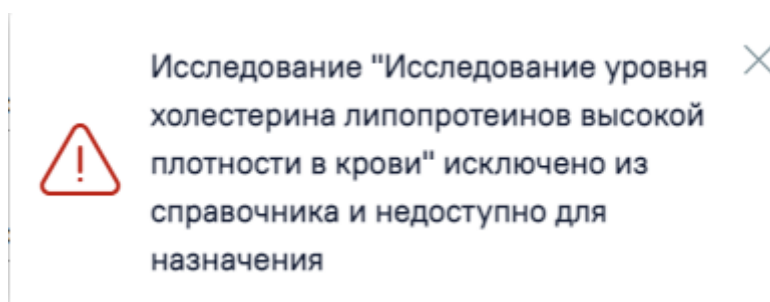 Исследование "Исследование уровня
холестерина липопротеинов высокой
плотности в крови" исключено из
справочника и недоступно для
назначения